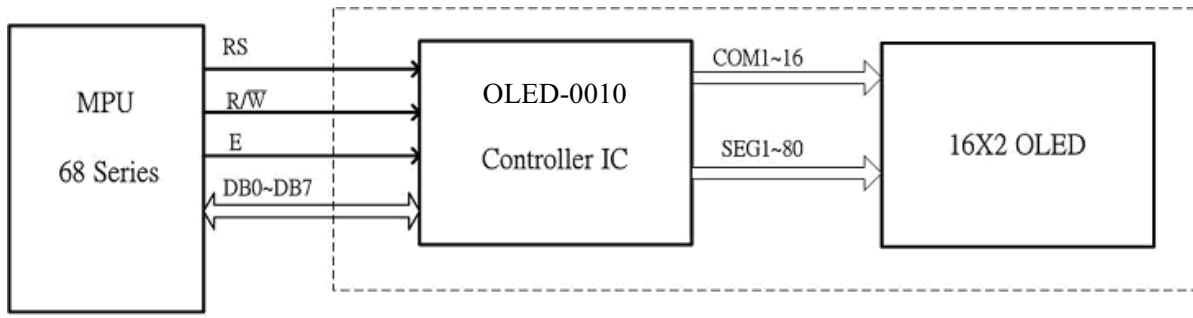 MPU
68 Series
RS
R/W̅
E
DB0~DB7
OLED-0010
Controller IC
COM1~16
SEG1~80
16X2 OLED